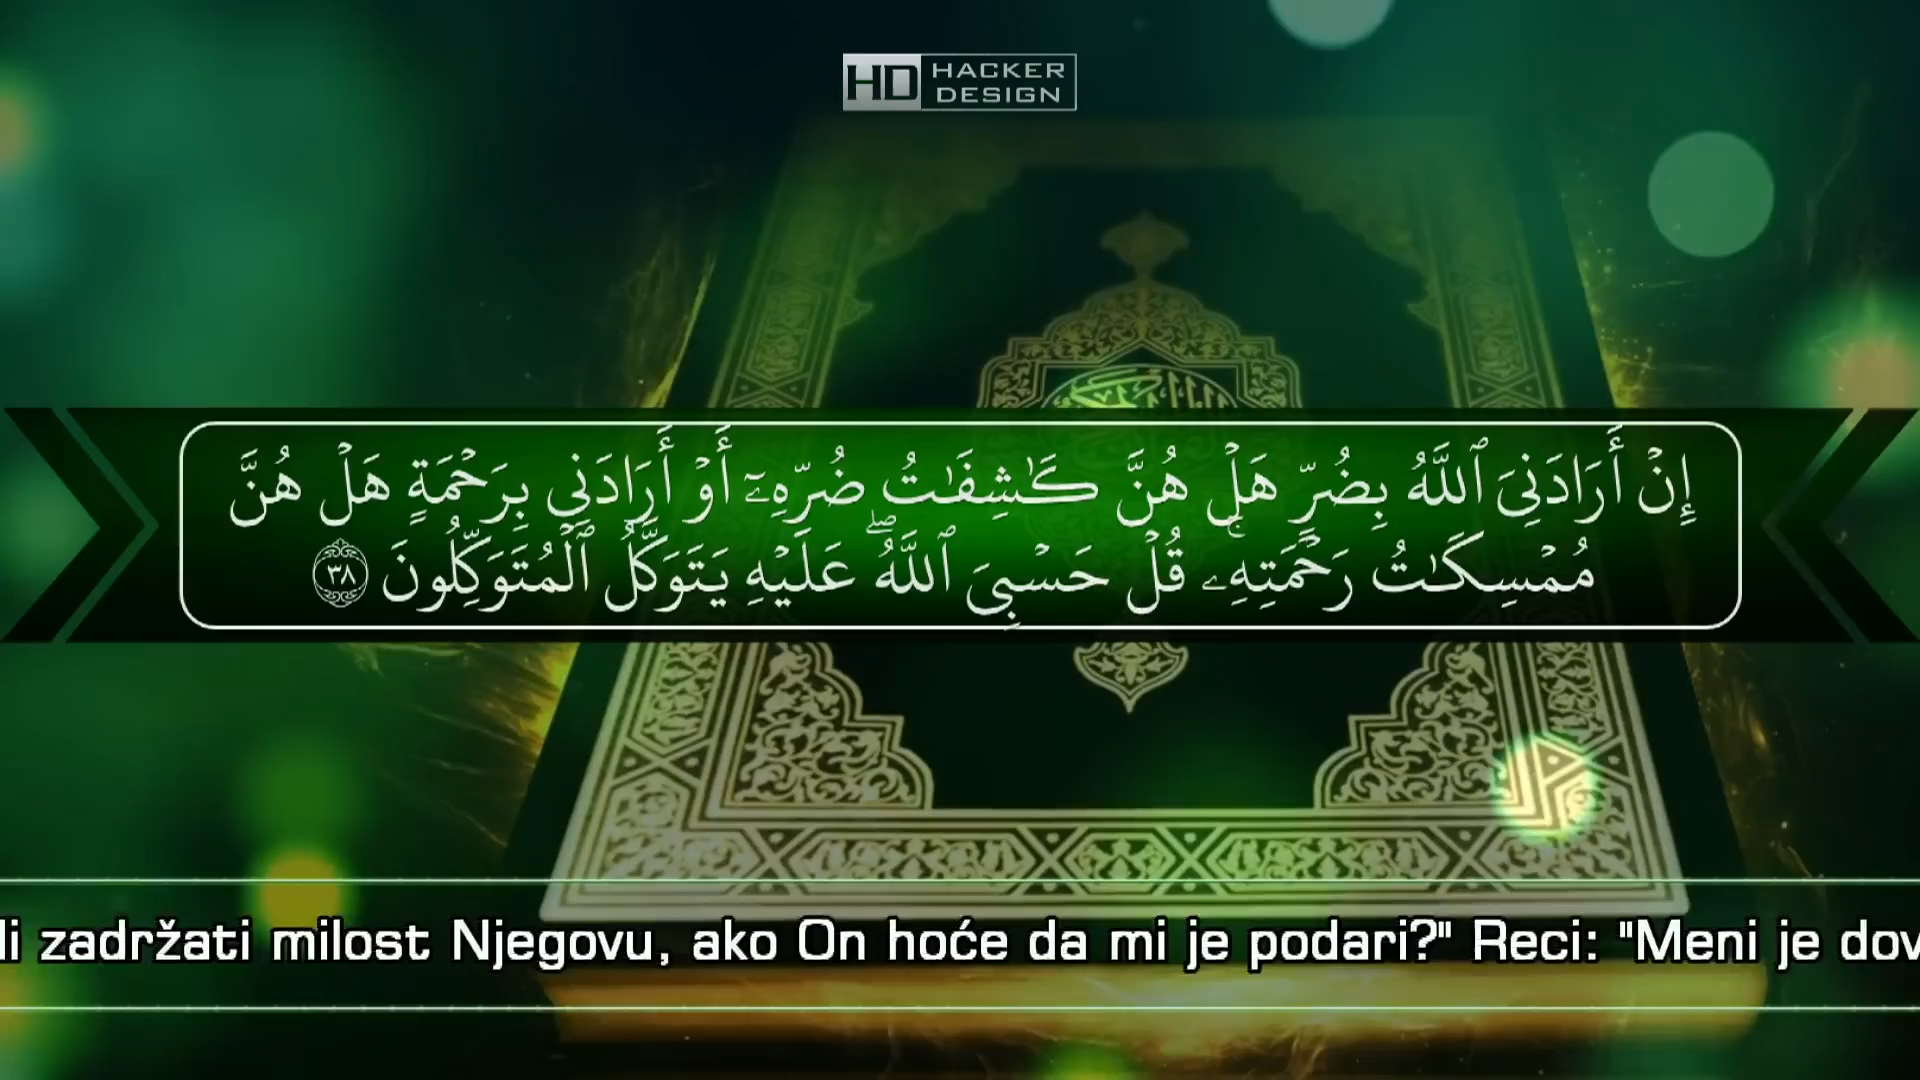 HD HACKER
DESIGN
إِنْ أَرَادَنِىَ ٱللَّهُ بِضُرٍّ هَلْ هُنَّ كَـٰشِفَـٰتُ ضُرِّهِۦٓ أَوْ أَرَادَنِى بِرَحْمَةٍ هَلْ هُنَّ
مُمْسِكَـٰتُ رَحْمَتِهِۦ ۚ قُلْ حَسْبِىَ ٱللَّهُ ۖ عَلَيْهِ يَتَوَكَّلُ ٱلْمُتَوَكِّلُونَ ٣٨
li zadržati milost Njegovu, ako On hoće da mi je podari?" Reci: "Meni je dov